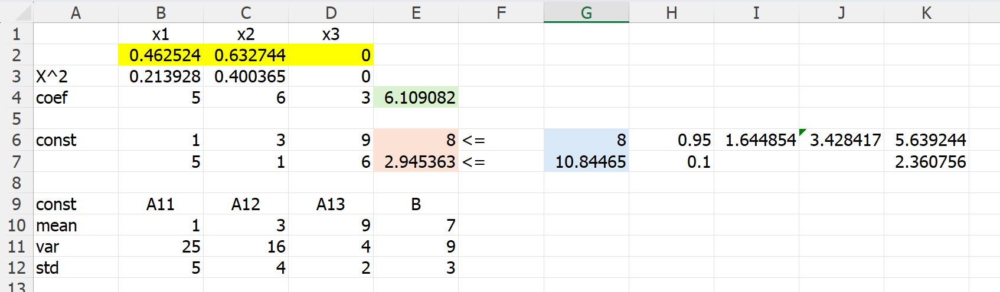 A B C D E F G H I J K
1 x1 x2 x3
2 0.462524 0.632744 0
3 X^2 0.213928 0.400365 0
4 coef 5 6 3 6.109082
5
6 const 1 3 9 8 <= 8 0.95 1.644854 3.428417 5.639244
7 5 1 6 2.945363 <= 10.84465 0.1 2.360756
8
9 const A11 A12 A13 B
10 mean 1 3 9 7
11 var 25 16 4 9
12 std 5 4 2 3
13